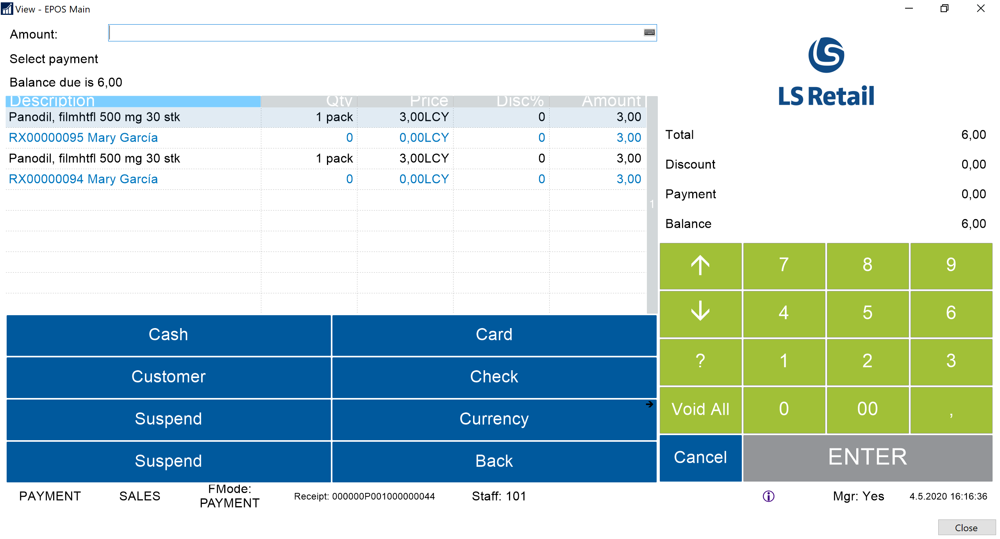 View - EPOS Main
Amount:
Select payment
Balance due is 6,00
Description Qty Price Disc% Amount
Panodil, filmhtfl 500 mg 30 stk 1 pack 3,00LCY 0 3,00
RX00000095 Mary García 0 0,00LCY 0 3,00
Panodil, filmhtfl 500 mg 30 stk 1 pack 3,00LCY 0 3,00
RX00000094 Mary García 0 0,00LCY 0 3,00
1
Cash Card
Customer Check
Suspend Currency
Suspend Back
LS Retail
Total 6,00
Discount 0,00
Payment 0,00
Balance 6,00
7 8 9
4 5 6
? 1 2 3
Void All 0 00 ,
Cancel ENTER
PAYMENT SALES FMode: PAYMENT Receipt: 000000P001000000044 Staff: 101 Mgr: Yes 4.5.2020 16:16:36
Close